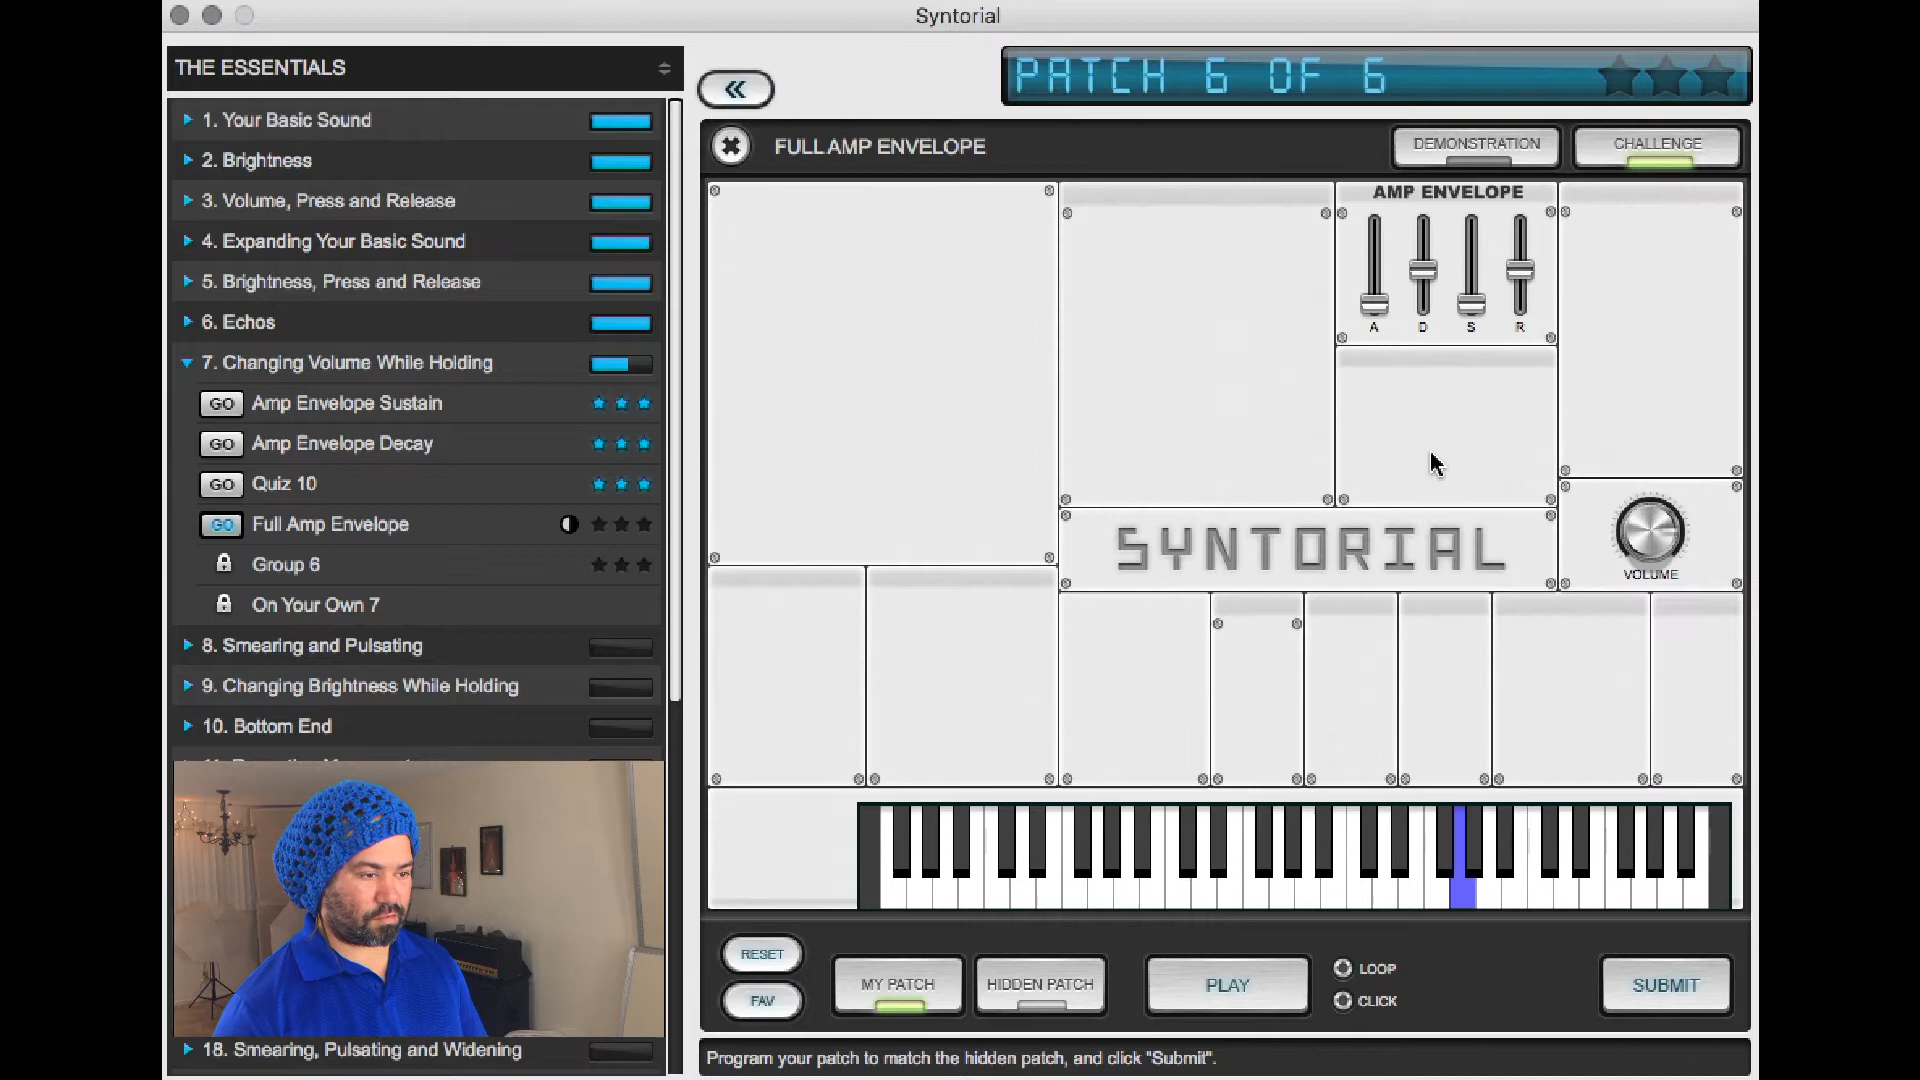 Syntorial
THE ESSENTIALS
1. Your Basic Sound
2. Brightness
3. Volume, Press and Release
4. Expanding Your Basic Sound
5. Brightness, Press and Release
6. Echos
7. Changing Volume While Holding
GO Amp Envelope Sustain
GO Amp Envelope Decay
GO Quiz 10
GO Full Amp Envelope
Group 6
On Your Own 7
8. Smearing and Pulsating
9. Changing Brightness While Holding
10. Bottom End
18. Smearing, Pulsating and Widening
PATCH 6 OF 6
FULL AMP ENVELOPE
DEMONSTRATION
CHALLENGE
AMP ENVELOPE
A D S R
SYNTORIAL
VOLUME
RESET
FAV
MY PATCH
HIDDEN PATCH
PLAY
LOOP
CLICK
SUBMIT
Program your patch to match the hidden patch, and click "Submit".